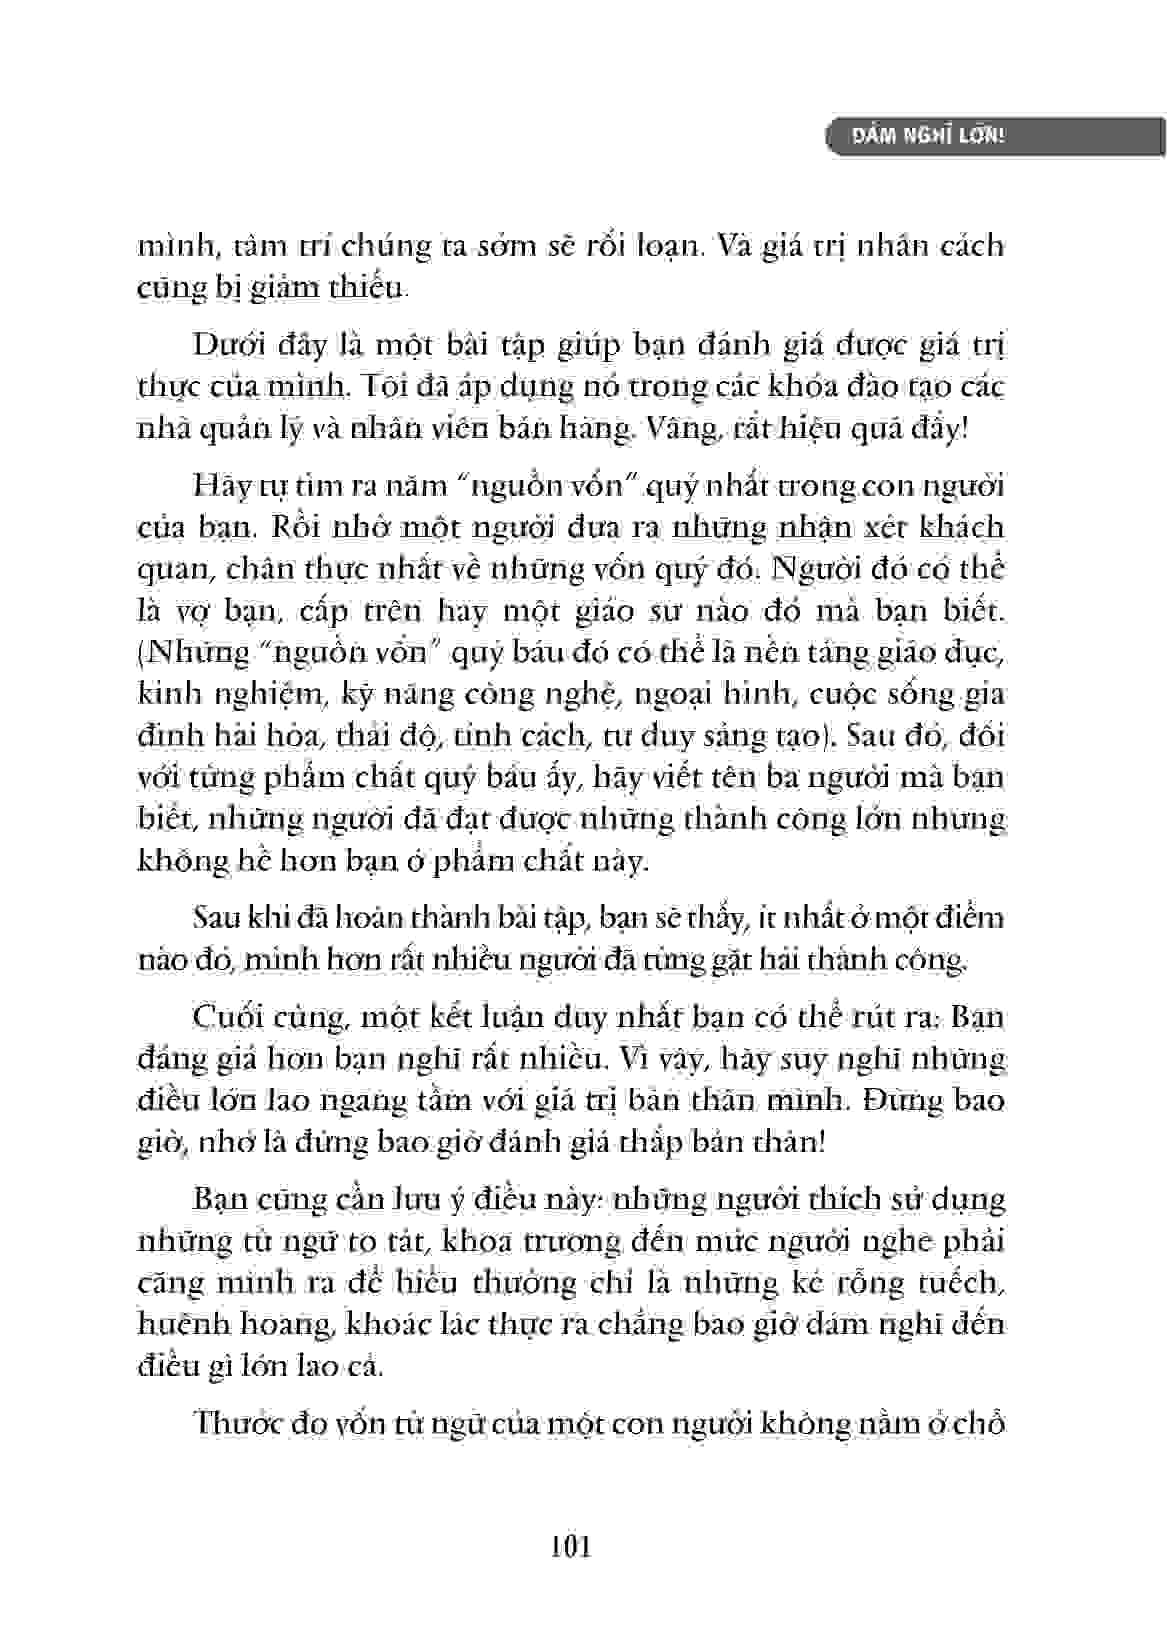 DÁM NGHĨ LỚN!
mình, tâm trí chúng ta sớm sẽ rối loạn. Và giá trị nhân cách
cũng bị giảm thiểu.
Dưới đây là một bài tập giúp bạn đánh giá được giá trị
thực của mình. Tôi đã áp dụng nó trong các khóa đào tạo các
nhà quản lý và nhân viên bán hàng. Vâng, rất hiệu quả đấy!
Hãy tự tìm ra năm “nguồn vốn” quý nhất trong con người
của bạn. Rồi nhờ một người đưa ra những nhận xét khách
quan, chân thực nhất về những vốn quý đó. Người đó có thể
là vợ bạn, cấp trên hay một giáo sư nào đó mà bạn biết.
(Những “nguồn vốn” quý báu đó có thể là nền tảng giáo dục,
kinh nghiệm, kỹ năng công nghệ, ngoại hình, cuộc sống gia
đình hài hòa, thái độ, tính cách, tư duy sáng tạo). Sau đó, đối
với từng phẩm chất quý báu ấy, hãy viết tên ba người mà bạn
biết, những người đã đạt được những thành công lớn nhưng
không hề hơn bạn ở phẩm chất này.
Sau khi đã hoàn thành bài tập, bạn sẽ thấy, ít nhất ở một điểm
nào đó, mình hơn rất nhiều người đã từng gặt hái thành công.
Cuối cùng, một kết luận duy nhất bạn có thể rút ra: Bạn
đáng giá hơn bạn nghĩ rất nhiều. Vì vậy, hãy suy nghĩ những
điều lớn lao ngang tầm với giá trị bản thân mình. Đừng bao
giờ, nhớ là đừng bao giờ đánh giá thấp bản thân!
Bạn cũng cần lưu ý điều này: những người thích sử dụng
những từ ngữ to tát, khoa trương đến mức người nghe phải
căng mình ra để hiểu thường chỉ là những kẻ rỗng tuếch,
huênh hoang, khoác lác thực ra chẳng bao giờ dám nghĩ đến
điều gì lớn lao cả.
Thước đo vốn từ ngữ của một con người không nằm ở chỗ
101